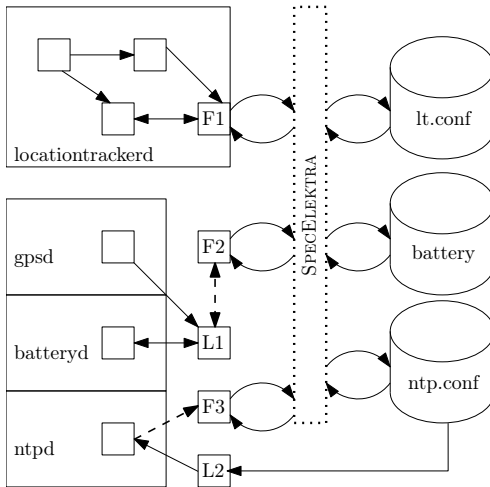 F1
lt.conf
locationtrackerd
SPECELEKTRA
gpsd
F2
battery
batteryd
L1
F3
ntp.conf
ntpd
L2